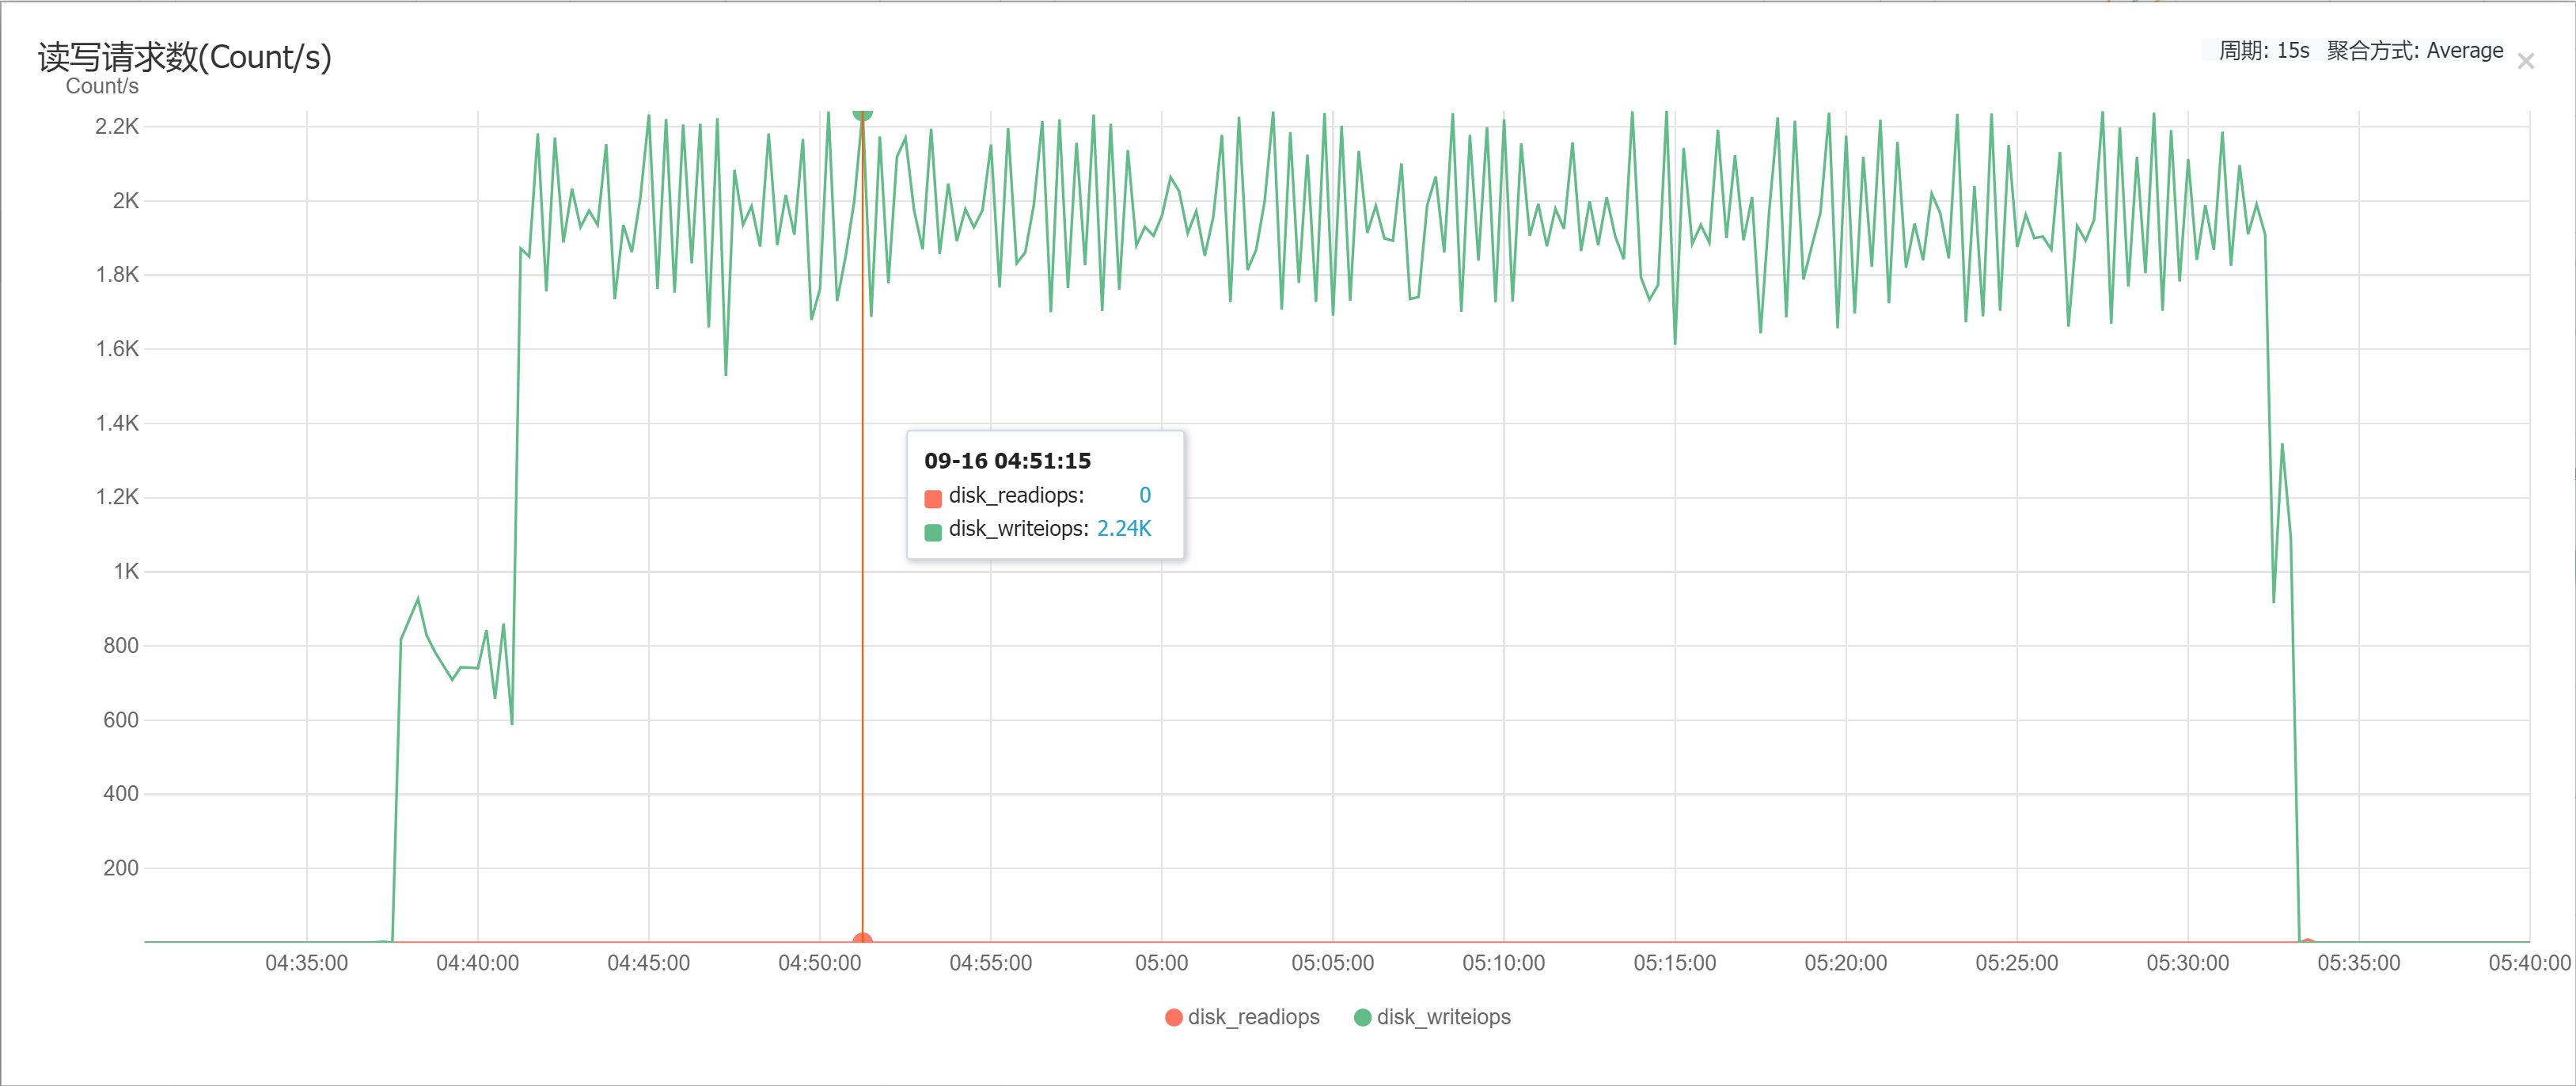 读写请求数(Count/s)
周期: 15s 聚合方式: Average
Count/s
2.2K
2K
1.8K
1.6K
1.4K
1.2K
1K
800
600
400
200
09-16 04:51:15
disk_readiops: 0
disk_writeiops: 2.24K
04:35:00 04:40:00 04:45:00 04:50:00 04:55:00 05:00 05:05:00 05:10:00 05:15:00 05:20:00 05:25:00 05:30:00 05:35:00 05:40:00
disk_readiops disk_writeiops